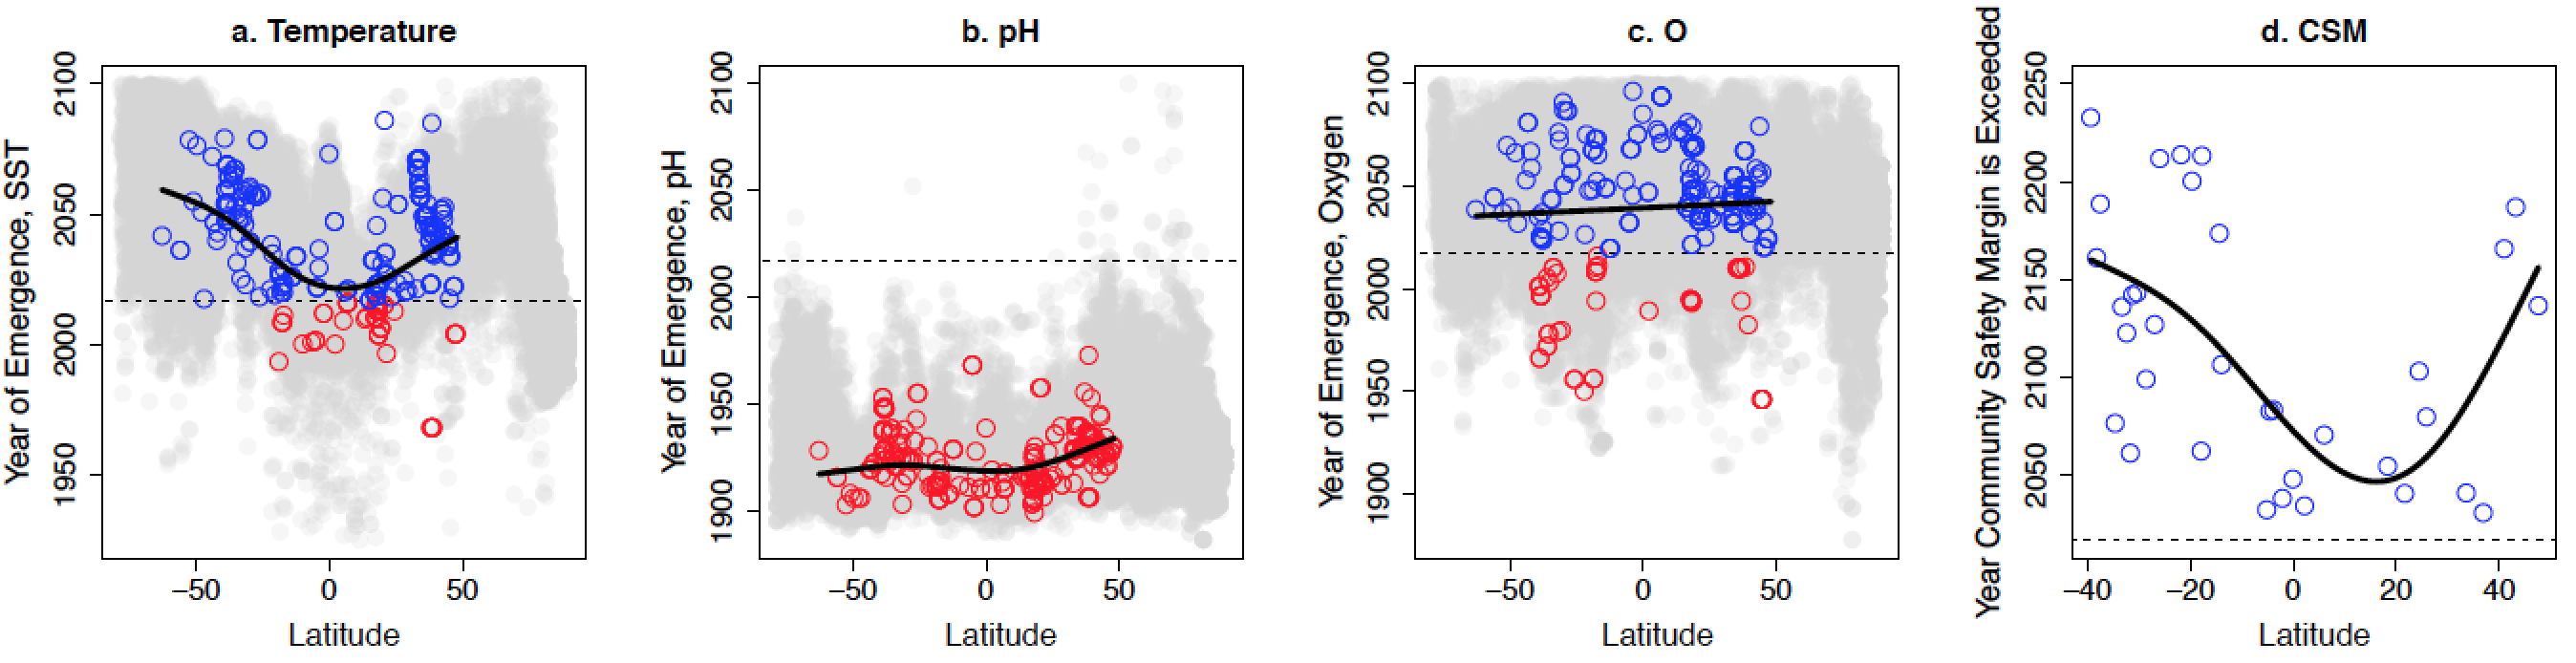 a. Temperature
Year of Emergence, SST
2100
2050
2000
1950
−50 0 50
Latitude
b. pH
Year of Emergence, pH
2100
2050
2000
1950
1900
−50 0 50
Latitude
c. O
Year of Emergence, Oxygen
2100
2050
2000
1950
1900
−50 0 50
Latitude
d. CSM
Year Community Safety Margin is Exceeded
2250
2200
2150
2100
2050
−40 −20 0 20 40
Latitude